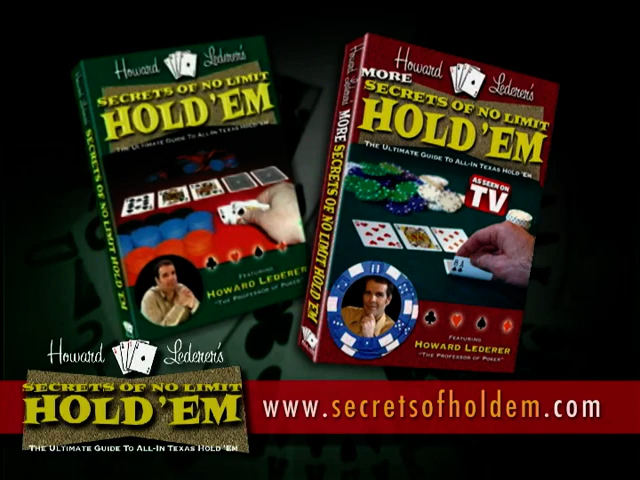 Howard Lederer's
SECRETS OF NO LIMIT
HOLD 'EM
THE ULTIMATE GUIDE TO ALL-IN TEXAS HOLD 'EM
SECRETS OF NO LIMIT HOLD 'EM
FEATURING
HOWARD LEDERER
"THE PROFESSOR OF POKER"
Howard Lederer's
MORE
SECRETS OF NO LIMIT
HOLD 'EM
THE ULTIMATE GUIDE TO ALL-IN TEXAS HOLD 'EM
Howard Lederer's MORE SECRETS OF NO LIMIT HOLD 'EM
AS SEEN ON
TV
FEATURING
HOWARD LEDERER
"THE PROFESSOR OF POKER"
Howard Lederer's
SECRETS OF NO LIMIT
HOLD 'EM
THE ULTIMATE GUIDE TO ALL-IN TEXAS HOLD 'EM
www.secretsofholdem.com